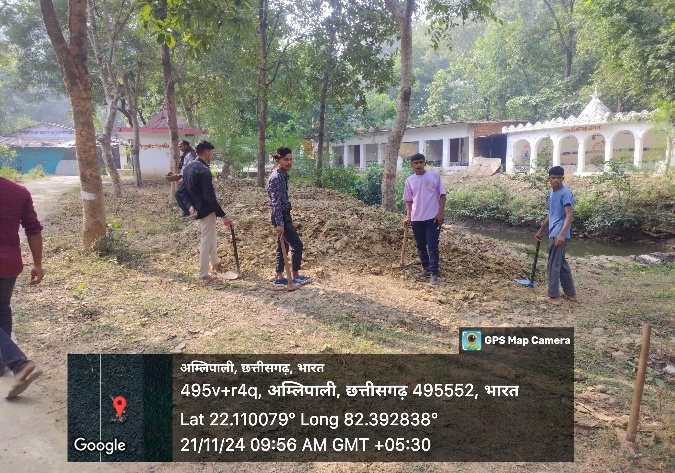 GPS Map Camera
अम्लिपाली, छत्तीसगढ़, भारत
495v+r4q, अम्लिपाली, छत्तीसगढ़ 495552, भारत
Lat 22.110079° Long 82.392838°
21/11/24 09:56 AM GMT +05:30
Google